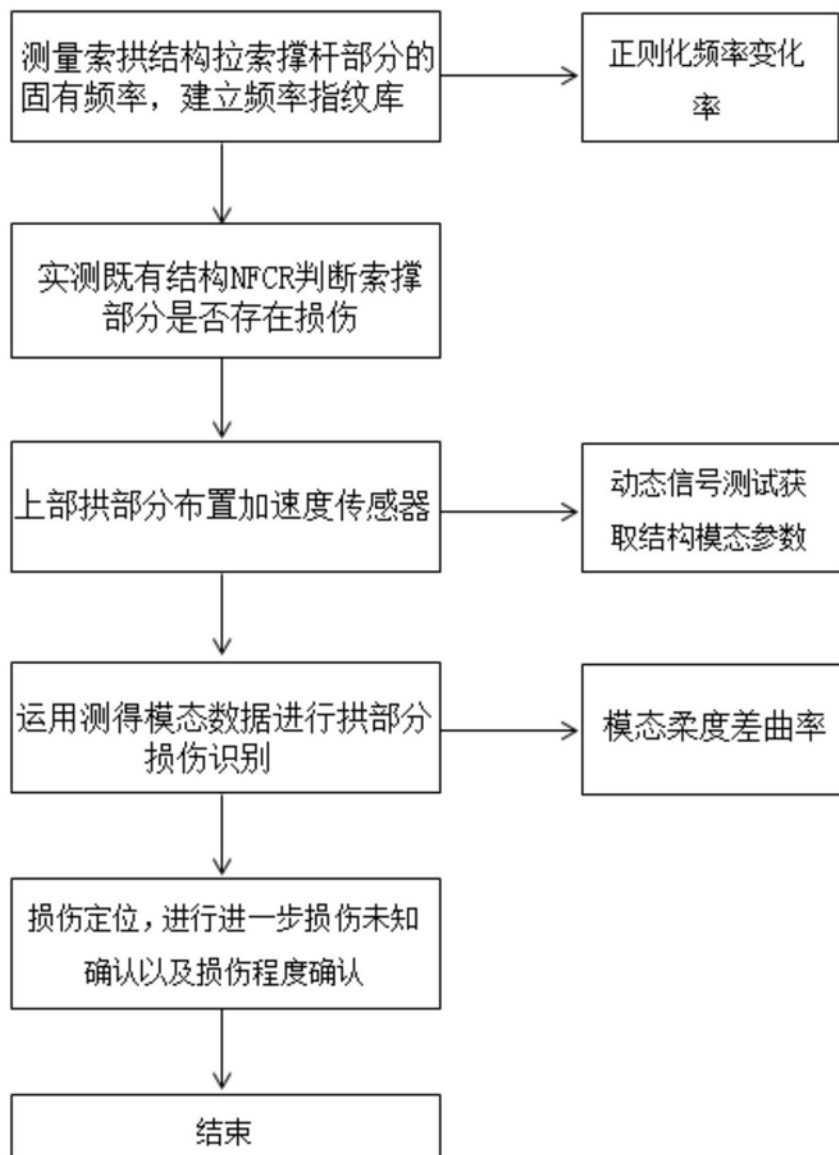 测量索拱结构拉索撑杆部分的
固有频率，建立频率指纹库
正则化频率变化
率
实测既有结构NFCR判断索撑
部分是否存在损伤
上部拱部分布置加速度传感器
动态信号测试获
取结构模态参数
运用测得模态数据进行拱部分
损伤识别
模态柔度差曲率
损伤定位，进行进一步损伤未知
确认以及损伤程度确认
结束